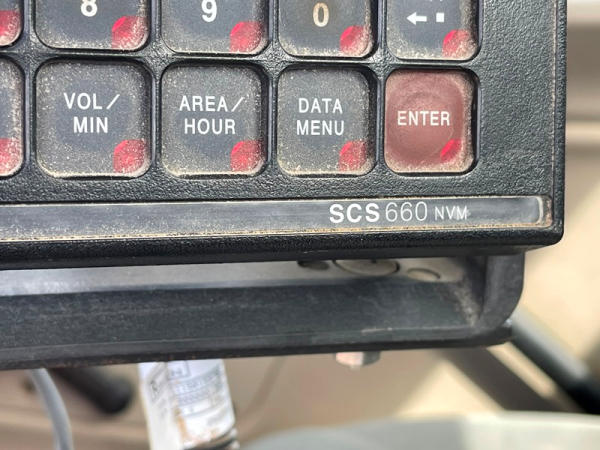 8 9 0 ←
VOL/
MIN
AREA/
HOUR
DATA
MENU
ENTER
SCS 660 NVM